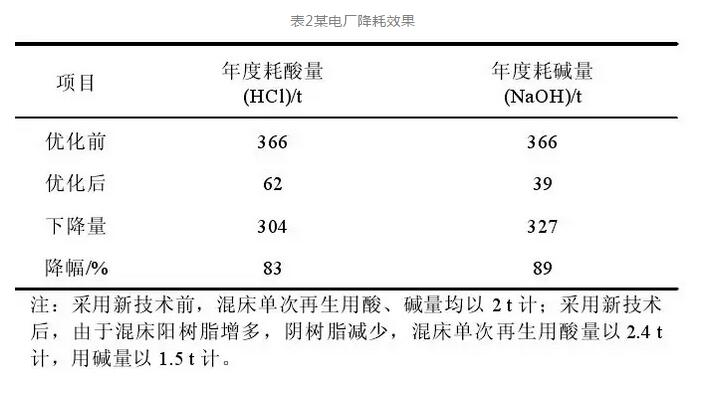 表2某电厂降耗效果
项目 年度耗酸量 (HCl)/t 年度耗碱量 (NaOH)/t
优化前 366 366
优化后 62 39
下降量 304 327
降幅/% 83 89
注：采用新技术前，混床单次再生用酸、碱量均以 2 t 计；采用新技术
后，由于混床阳树脂增多，阴树脂减少，混床单次再生用酸量以 2.4 t
计，用碱量以 1.5 t 计。